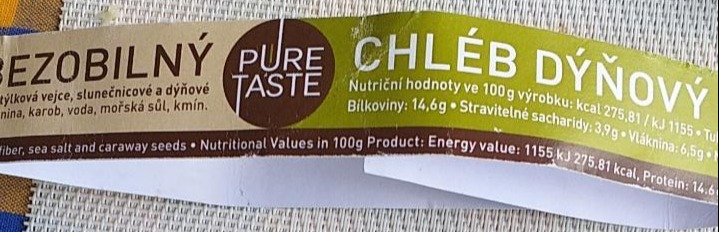 BEZOBILNÝ
týlková vejce, slunečnicové a dýňové
nina, karob, voda, mořská sůl, kmín.
PURE
TASTE
CHLÉB DÝŇOVÝ
Nutriční hodnoty ve 100g výrobku: kcal 275,81 / kJ 1155 • Tu
Bílkoviny: 14,6g • Stravitelné sacharidy: 3,9g • Vláknina: 6,5g •
fiber, sea salt and caraway seeds • Nutritional Values in 100g Product: Energy value: 1155 kJ 275.81 kcal, Protein: 14.6